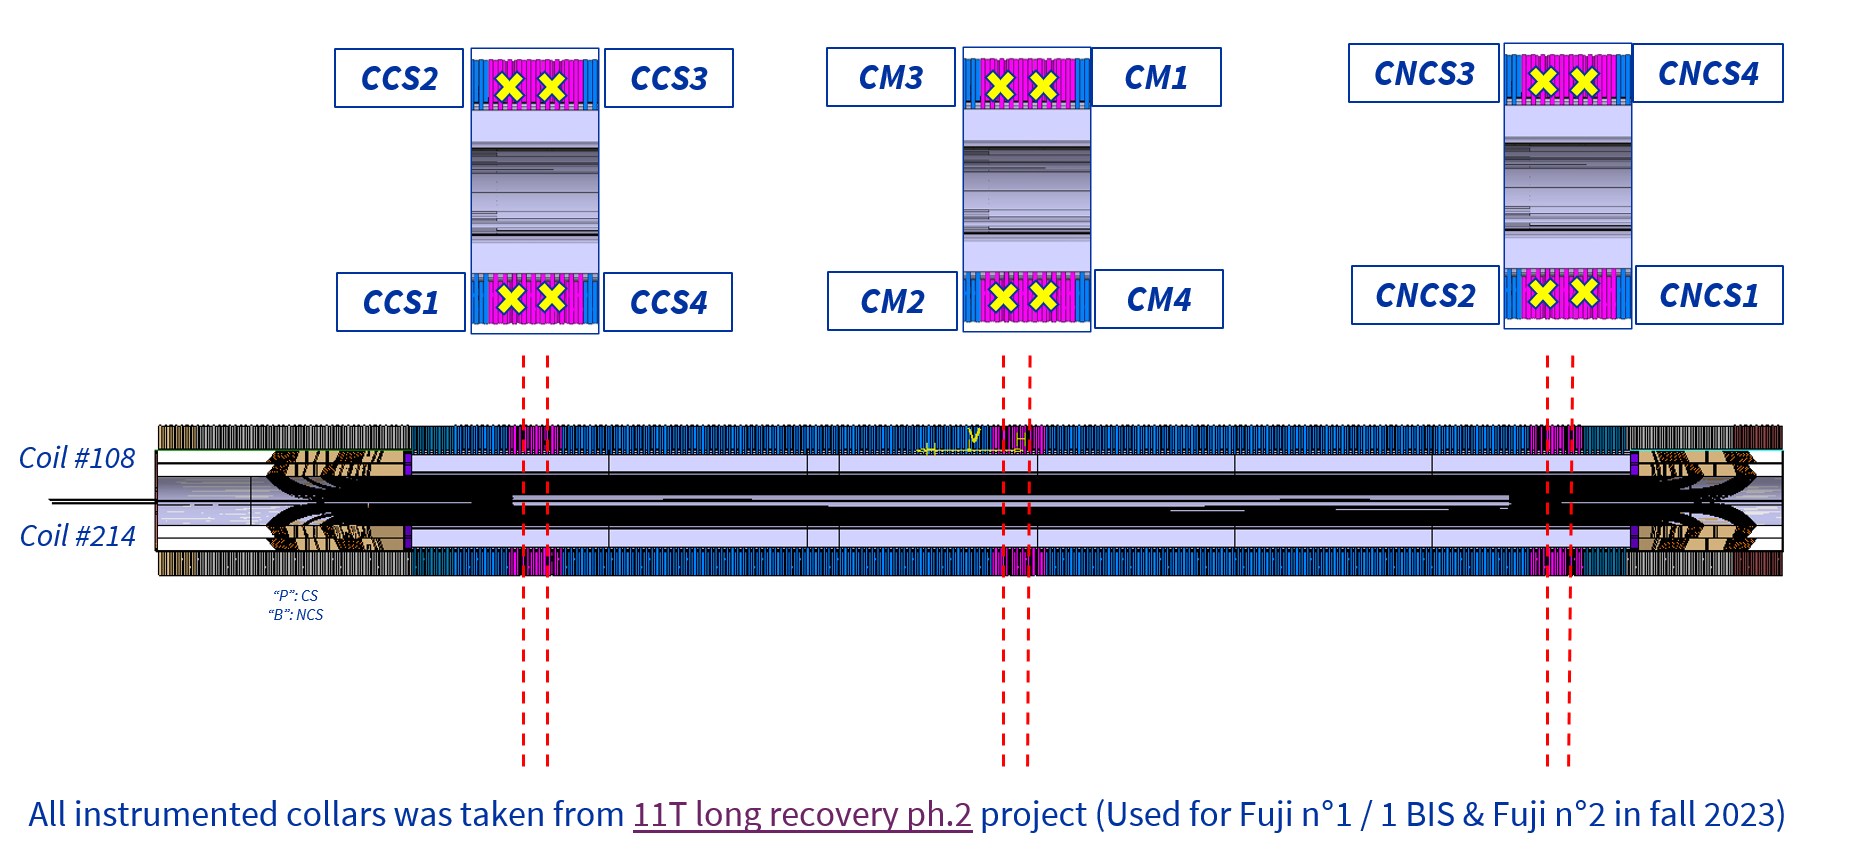 CCS2
CCS3
CM3
CM1
CNCS3
CNCS4
CCS1
CCS4
CM2
CM4
CNCS2
CNCS1
V
H
Coil #108
Coil #214
“P”: CS
“B”: NCS
All instrumented collars was taken from 11T long recovery ph.2 project (Used for Fuji n°1 / 1 BIS & Fuji n°2 in fall 2023)